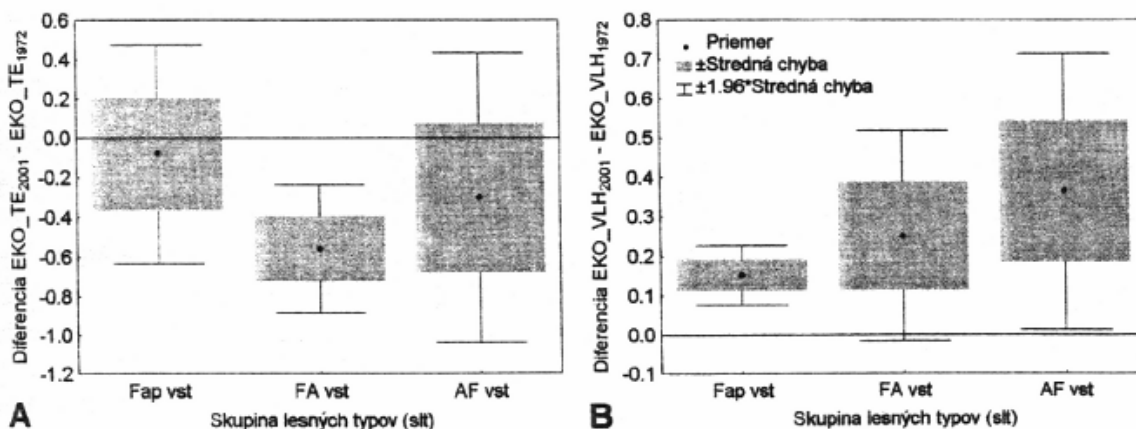 Diferencia EKO_TE2001 - EKO_TE1972
0.6
0.4
0.2
0.0
-0.2
-0.4
-0.6
-0.8
-1.0
-1.2
Fap vst FA vst AF vst
A Skupina lesných typov (slt)
Diferencia EKO_VLH2001 - EKO_VLH1972
0.8
0.7
0.6
0.5
0.4
0.3
0.2
0.1
0.0
-0.1
Priemer
±Stredná chyba
±1.96*Stredná chyba
Fap vst FA vst AF vst
B Skupina lesných typov (slt)